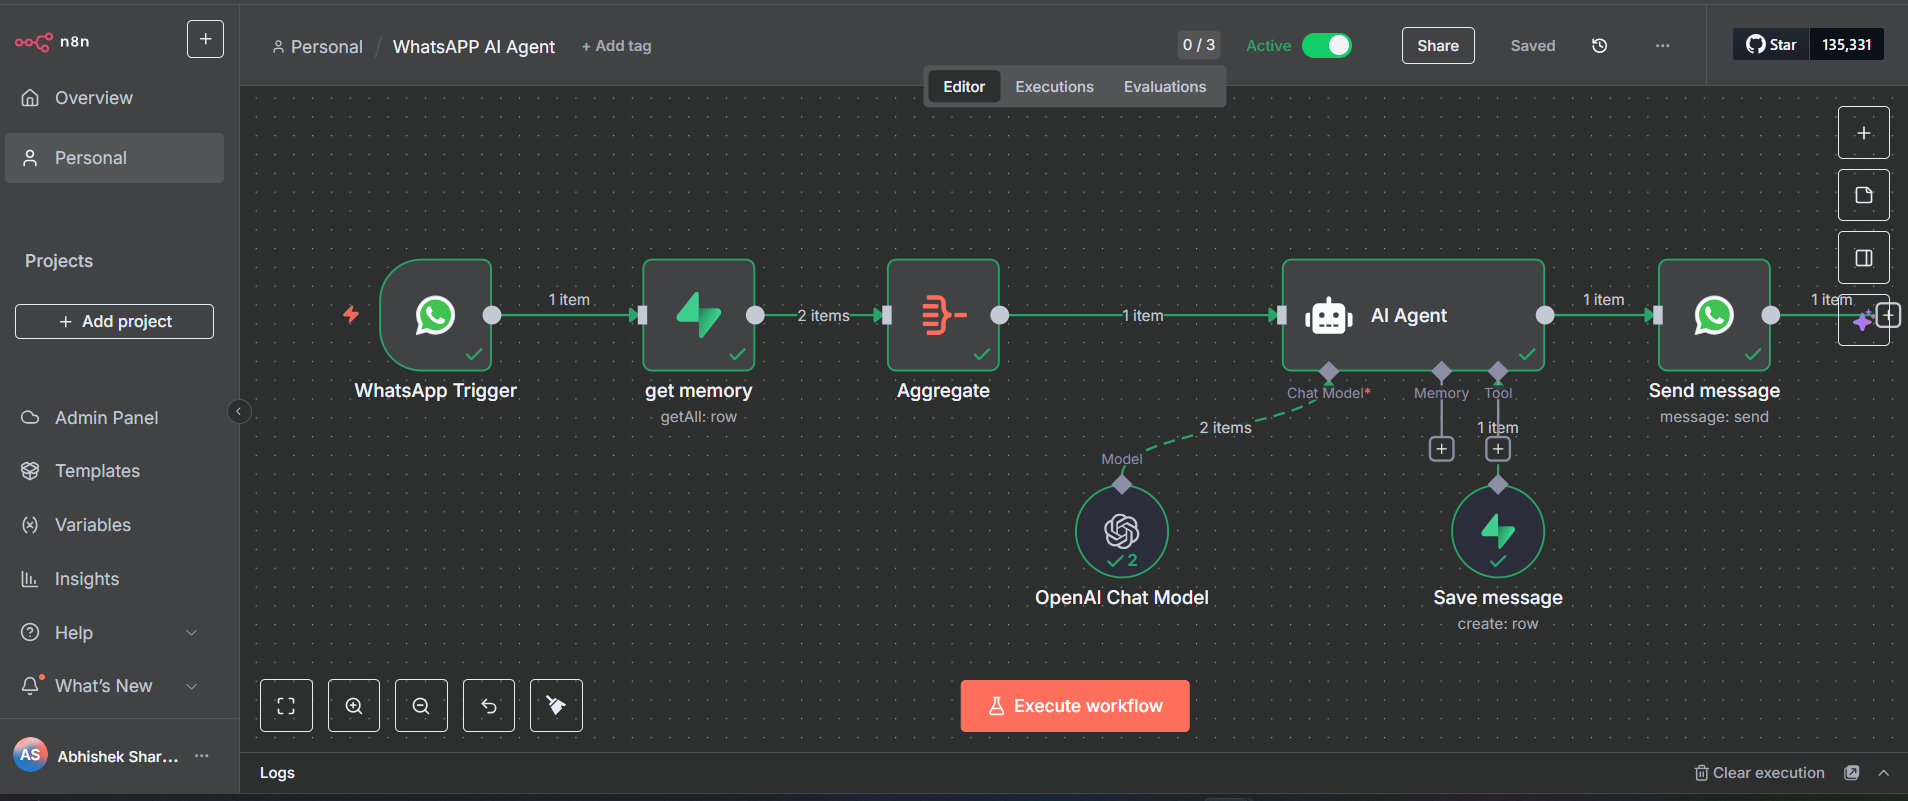 n8n
+
Personal / WhatsAPP AI Agent + Add tag
0 / 3
Active
Share
Saved
...
Star 135,331
Editor Executions Evaluations
Overview
Personal
Projects
+ Add project
Admin Panel
Templates
Variables
Insights
Help
What's New
AS Abhishek Shar... ...
1 item
2 items
1 item
1 item
1 item
AI Agent
WhatsApp Trigger
get memory
getAll: row
Aggregate
Chat Model*
Memory
Tool
Send message
message: send
2 items
1 item
Model
2
OpenAI Chat Model
Save message
create: row
Execute workflow
Logs
Clear execution